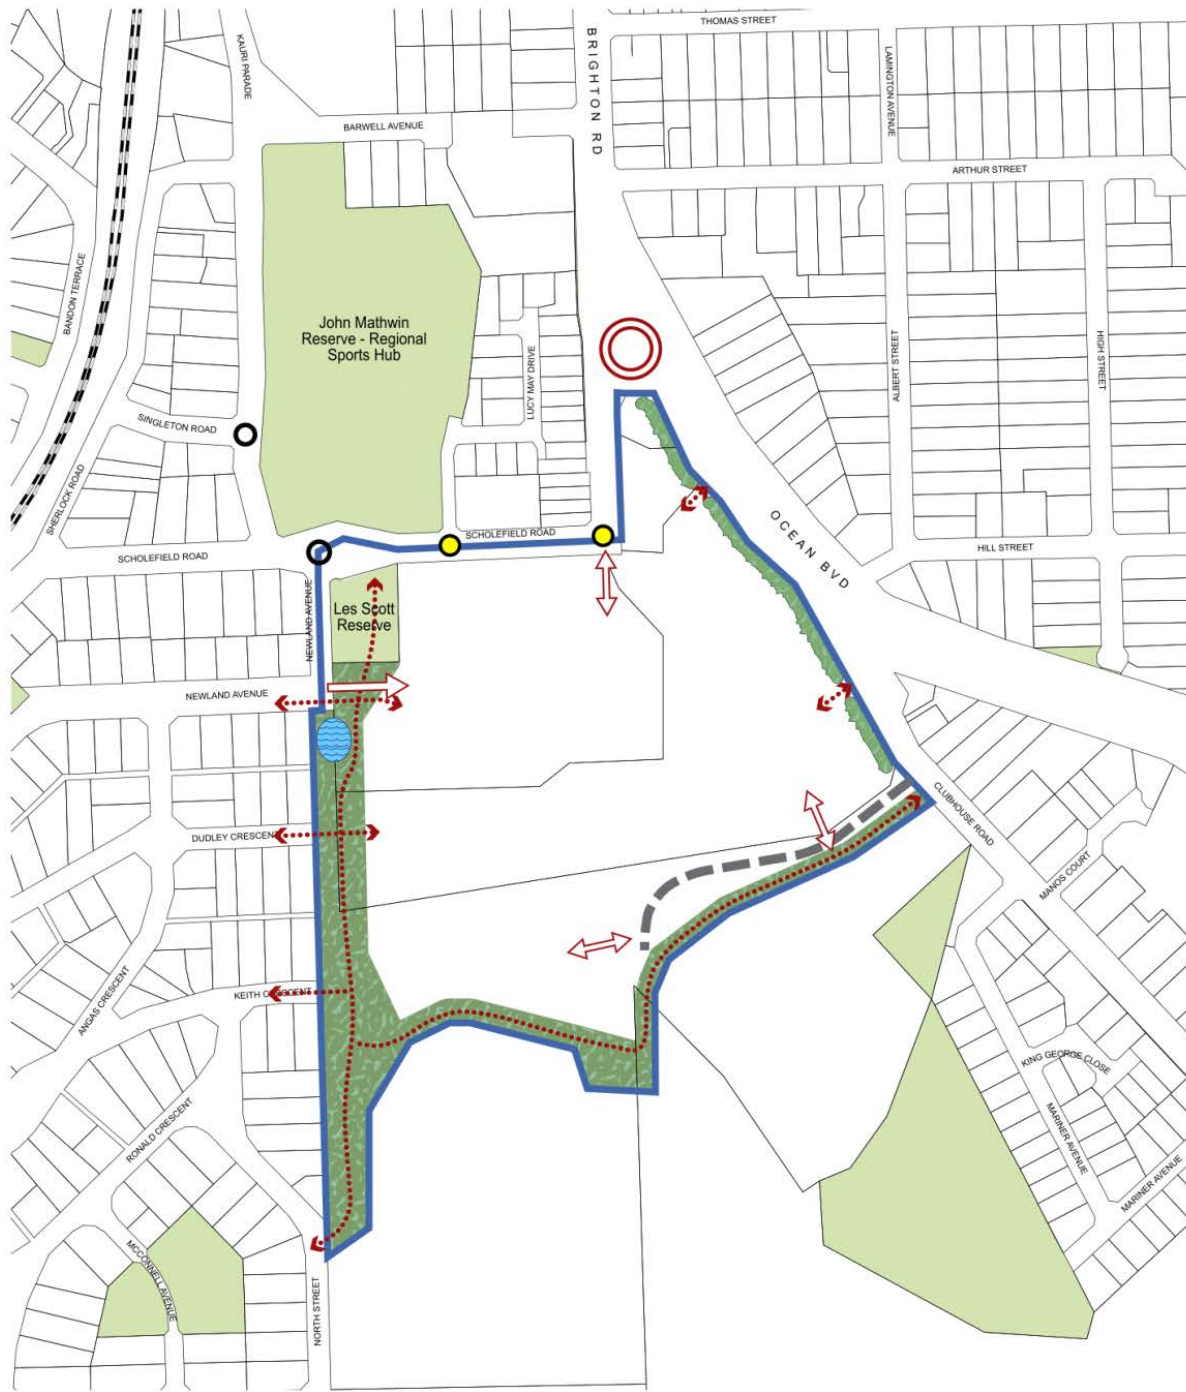 THOMAS STREET
KAURI PARADE
BRIGHTON RD
LAMINGTON AVENUE
BARWELL AVENUE
ARTHUR STREET
BANDON TERRACE
John Mathwin
Reserve - Regional
Sports Hub
LUCY MAY DRIVE
ALBERT STREET
HIGH STREET
SINGLETON ROAD
SHERLOCK ROAD
SCHOLEFIELD ROAD
SCHOLEFIELD ROAD
OCEAN BVD
HILL STREET
NEWLAND AVENUE
Les Scott
Reserve
NEWLAND AVENUE
CLUBHOUSE ROAD
DUDLEY CRESCENT
MANOS COURT
ANGAS CRESCENT
KEITH CRESCENT
KING GEORGE CLOSE
RONALD CRESCENT
MARINER AVENUE
MARINER AVENUE
MCCONNELL AVENUE
NORTH STREET